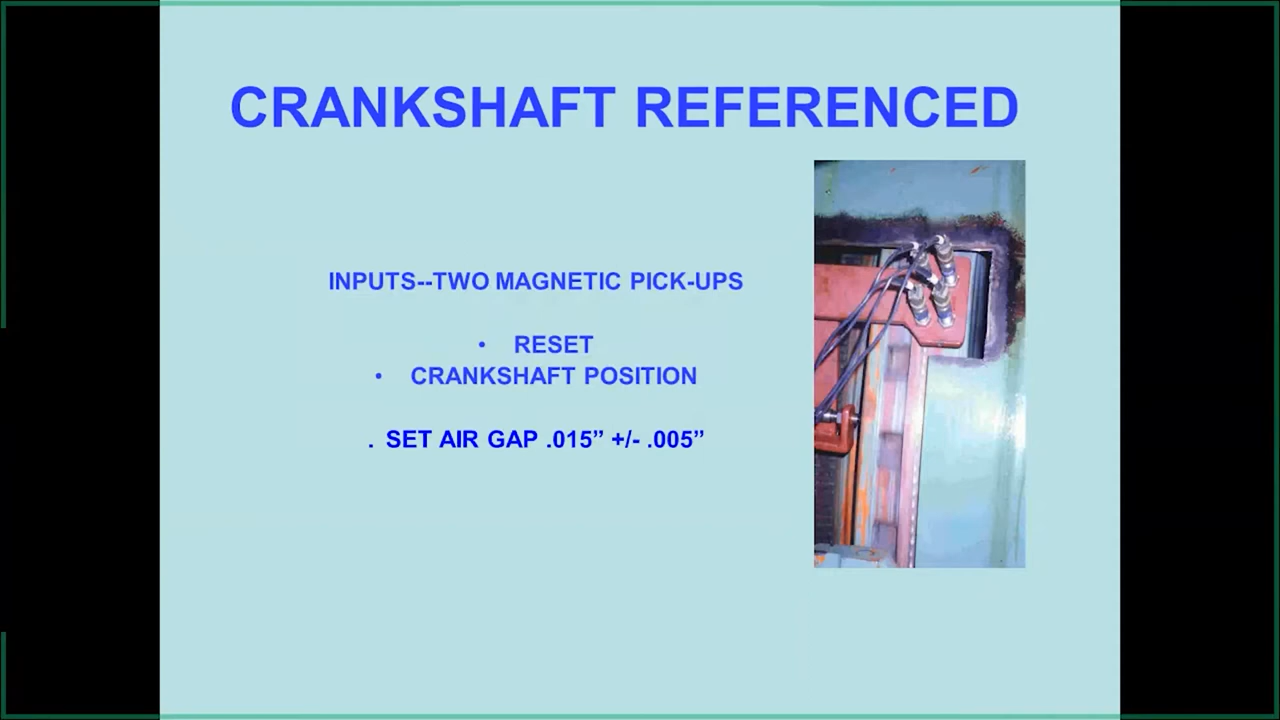 CRANKSHAFT REFERENCED
INPUTS--TWO MAGNETIC PICK-UPS
• RESET
• CRANKSHAFT POSITION
. SET AIR GAP .015” +/- .005”